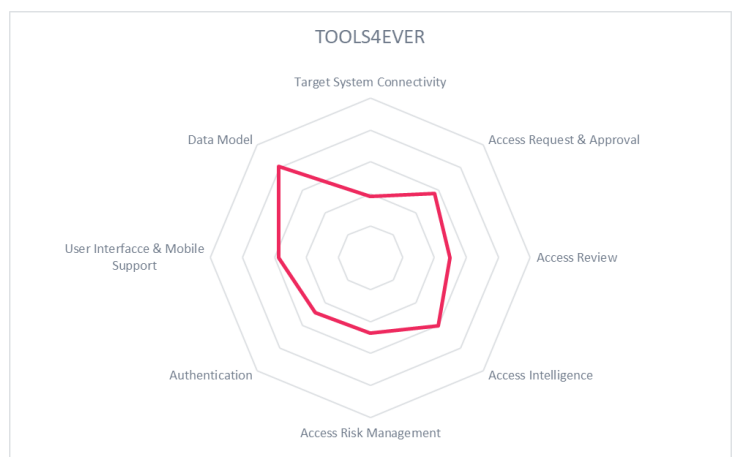 TOOLS4EVER
Target System Connectivity
Data Model
Access Request & Approval
User Interfacce & Mobile
Support
Access Review
Authentication
Access Intelligence
Access Risk Management